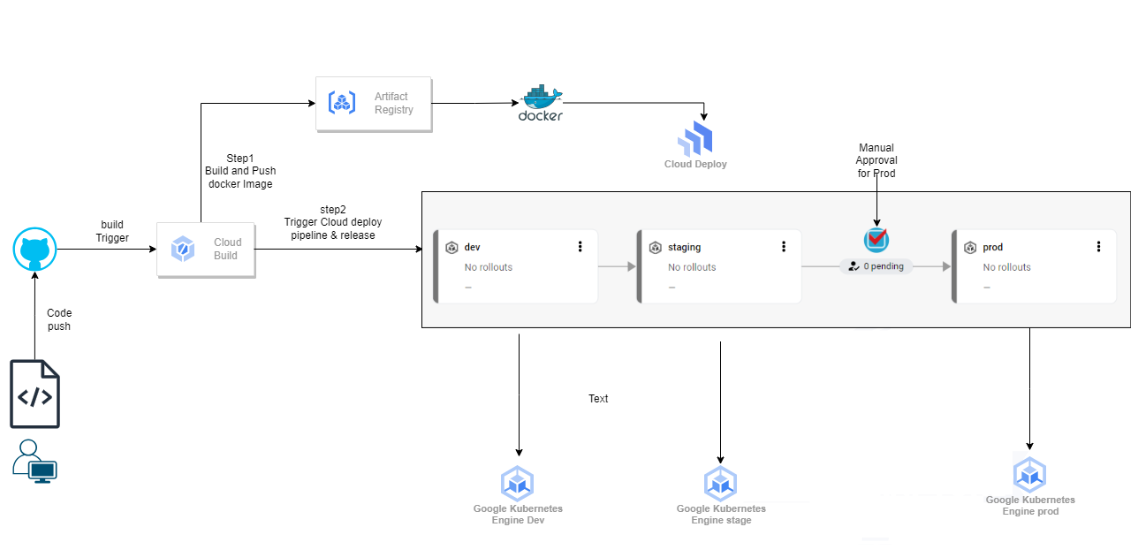 Artifact
Registry
docker
Cloud Deploy
Manual
Approval
for Prod
Step1
Build and Push
docker Image
step2
Trigger Cloud deploy
pipeline & release
build
Trigger
Cloud
Build
dev
No rollouts
–
staging
No rollouts
–
0 pending
prod
No rollouts
–
Code
push
</>
Text
Google Kubernetes
Engine Dev
Google Kubernetes
Engine stage
Google Kubernetes
Engine prod